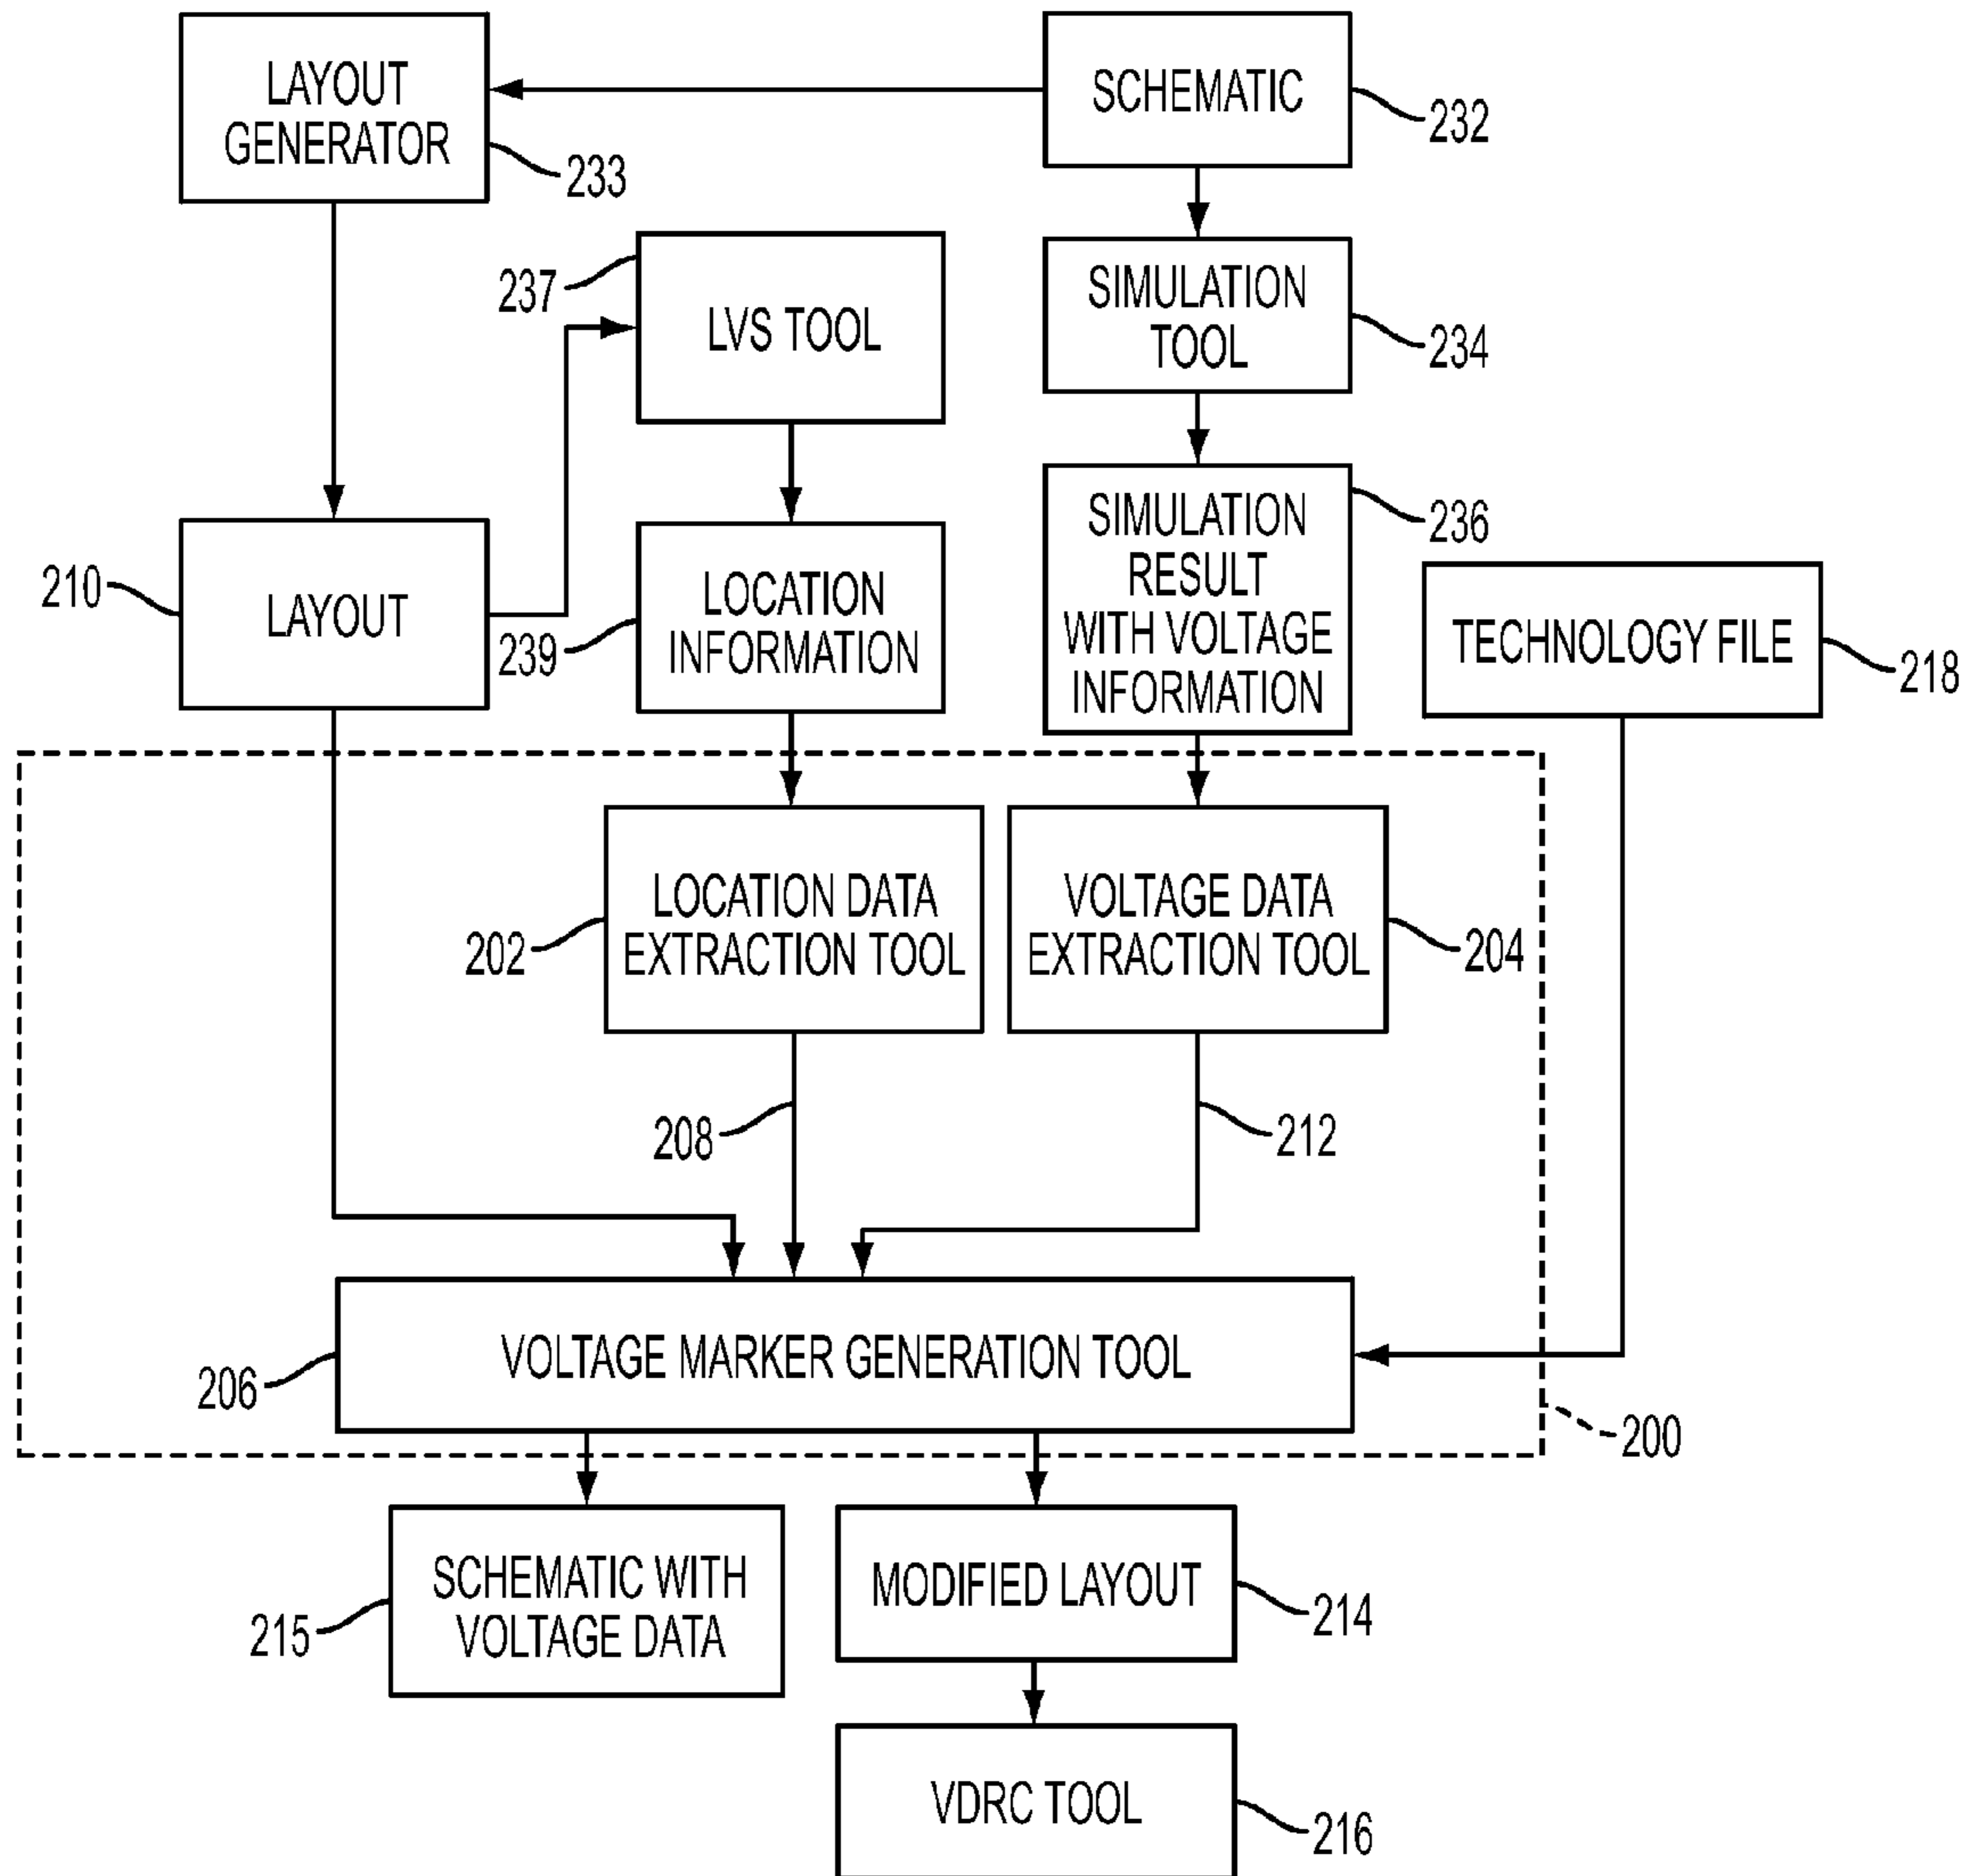 LAYOUT
GENERATOR
233
SCHEMATIC
232
237
LVS TOOL
SIMULATION
TOOL
234
210
LAYOUT
239
LOCATION
INFORMATION
SIMULATION
RESULT
WITH VOLTAGE
INFORMATION
236
TECHNOLOGY FILE
218
202
LOCATION DATA
EXTRACTION TOOL
VOLTAGE DATA
EXTRACTION TOOL
204
208
212
206
VOLTAGE MARKER GENERATION TOOL
200
215
SCHEMATIC WITH
VOLTAGE DATA
MODIFIED LAYOUT
214
VDRC TOOL
216